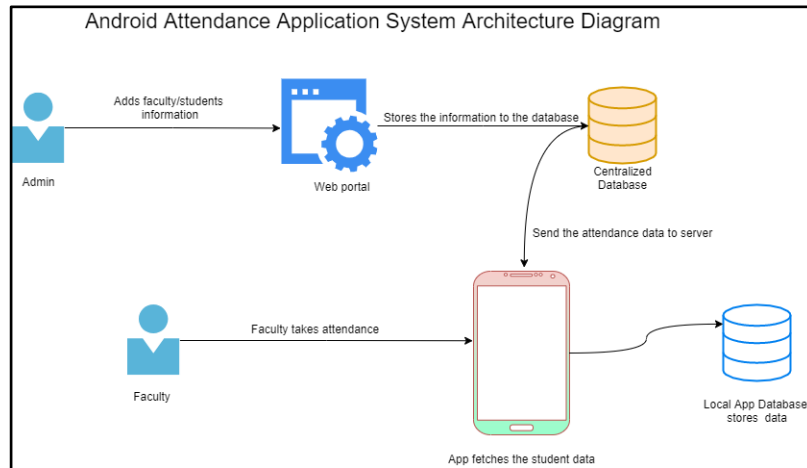 Android Attendance Application System Architecture Diagram
Adds faculty/students
information
Stores the information to the database
Admin
Web portal
Centralized
Database
Send the attendance data to server
Faculty takes attendance
Faculty
Local App Database
stores data
App fetches the student data